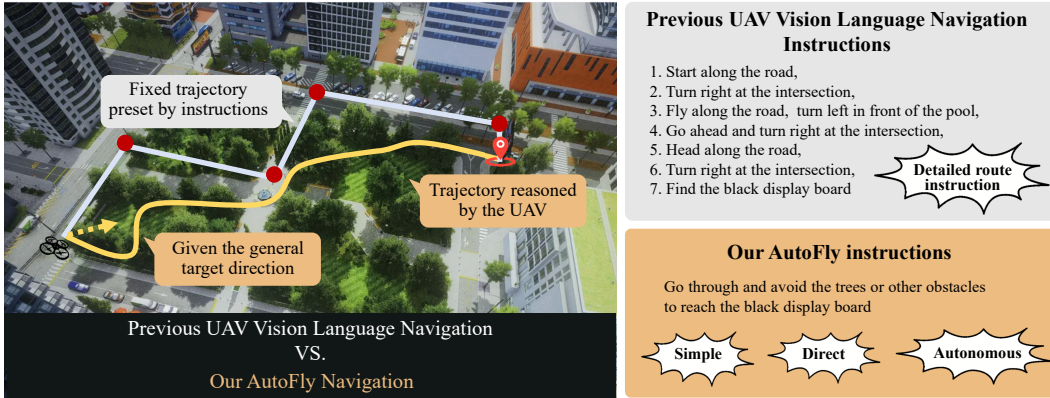 Fixed trajectory
preset by instructions
Trajectory reasoned
by the UAV
Given the general
target direction
Previous UAV Vision Language Navigation
VS.
Our AutoFly Navigation
Previous UAV Vision Language Navigation
Instructions
1. Start along the road,
2. Turn right at the intersection,
3. Fly along the road, turn left in front of the pool,
4. Go ahead and turn right at the intersection,
5. Head along the road,
6. Turn right at the intersection,
7. Find the black display board
Detailed route
instruction
Our AutoFly instructions
Go through and avoid the trees or other obstacles
to reach the black display board
Simple
Direct
Autonomous